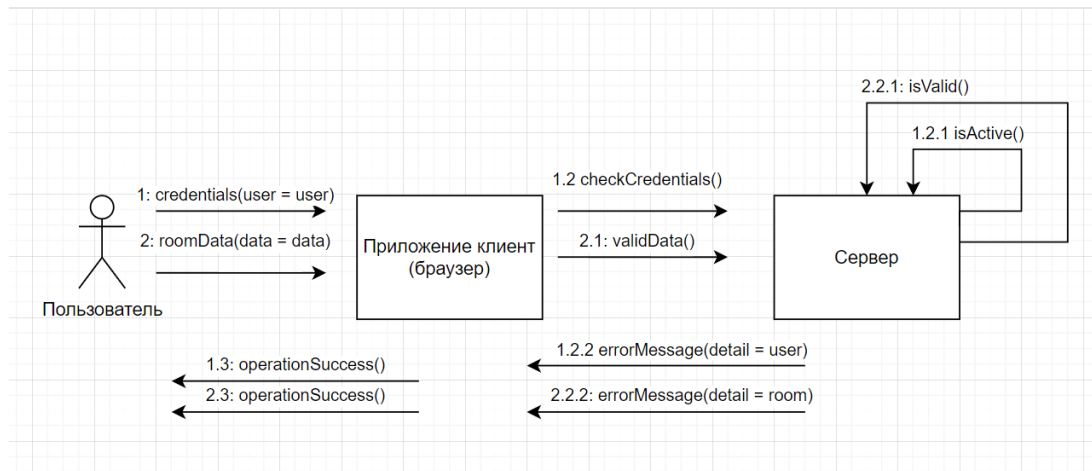 2.2.1: isValid()
1.2.1 isActive()
1: credentials(user = user)
1.2 checkCredentials()
2: roomData(data = data)
Приложение клиент
(браузер)
2.1: validData()
Сервер
Пользователь
1.2.2 errorMessage(detail = user)
1.3: operationSuccess()
2.3: operationSuccess()
2.2.2: errorMessage(detail = room)